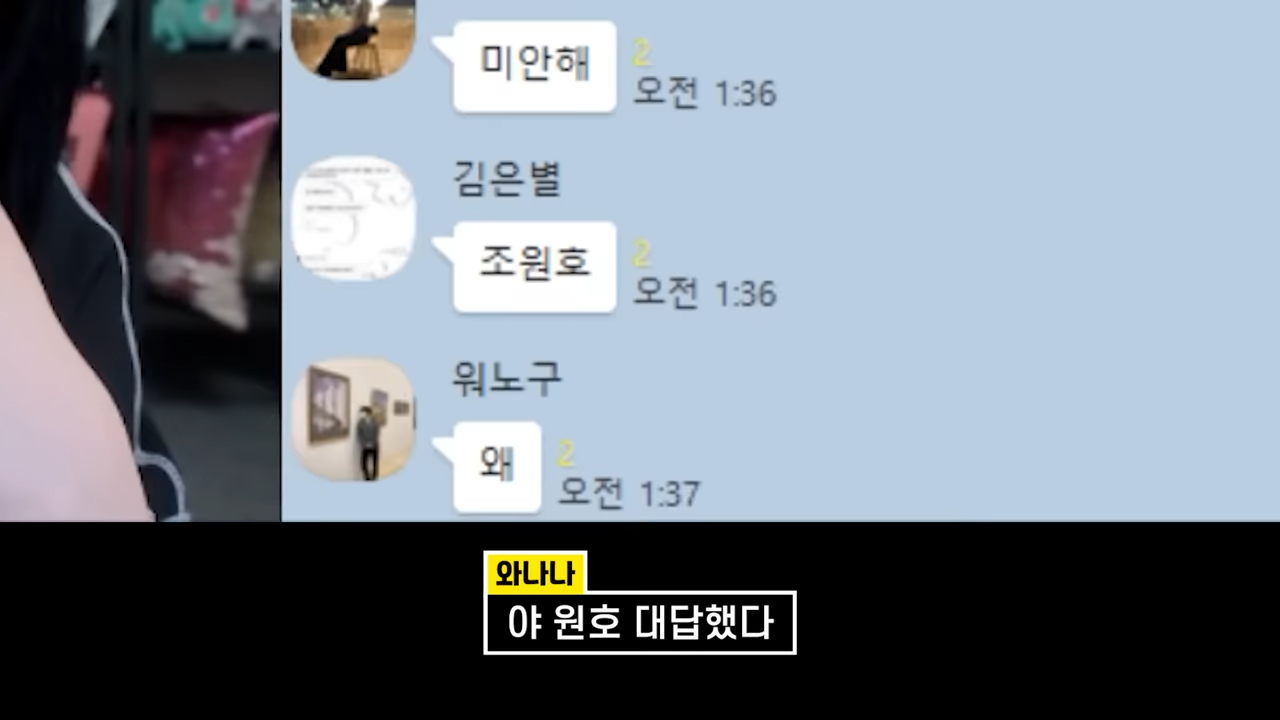 미안해
2
오전 1:36
김은별
조원호
2
오전 1:36
워노구
왜
2
오전 1:37
와나나
야 원호 대답했다